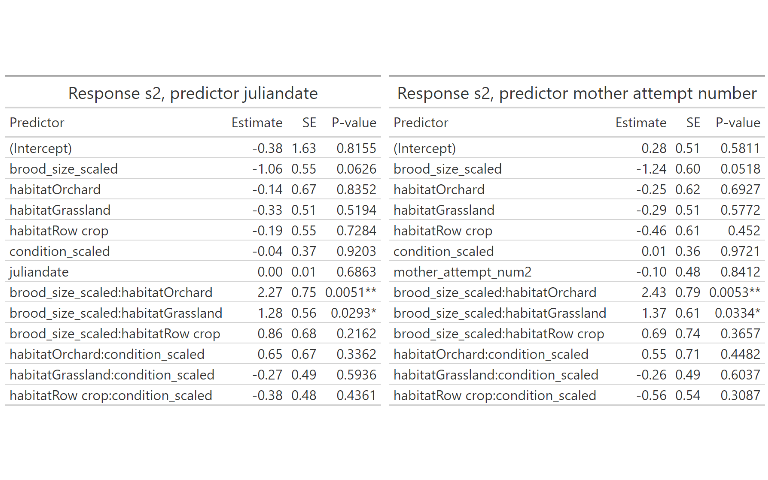 Response s2, predictor juliandate
Predictor Estimate SE P-value
(Intercept) -0.38 1.63 0.8155
brood_size_scaled -1.06 0.55 0.0626
habitatOrchard -0.14 0.67 0.8352
habitatGrassland -0.33 0.51 0.5194
habitatRow crop -0.19 0.55 0.7284
condition_scaled -0.04 0.37 0.9203
juliandate 0.00 0.01 0.6863
brood_size_scaled:habitatOrchard 2.27 0.75 0.0051**
brood_size_scaled:habitatGrassland 1.28 0.56 0.0293*
brood_size_scaled:habitatRow crop 0.86 0.68 0.2162
habitatOrchard:condition_scaled 0.65 0.67 0.3362
habitatGrassland:condition_scaled -0.27 0.49 0.5936
habitatRow crop:condition_scaled -0.38 0.48 0.4361
Response s2, predictor mother attempt number
Predictor Estimate SE P-value
(Intercept) 0.28 0.51 0.5811
brood_size_scaled -1.24 0.60 0.0518
habitatOrchard -0.25 0.62 0.6927
habitatGrassland -0.29 0.51 0.5772
habitatRow crop -0.46 0.61 0.452
condition_scaled 0.01 0.36 0.9721
mother_attempt_num2 -0.10 0.48 0.8412
brood_size_scaled:habitatOrchard 2.43 0.79 0.0053**
brood_size_scaled:habitatGrassland 1.37 0.61 0.0334*
brood_size_scaled:habitatRow crop 0.69 0.74 0.3657
habitatOrchard:condition_scaled 0.55 0.71 0.4482
habitatGrassland:condition_scaled -0.26 0.49 0.6037
habitatRow crop:condition_scaled -0.56 0.54 0.3087